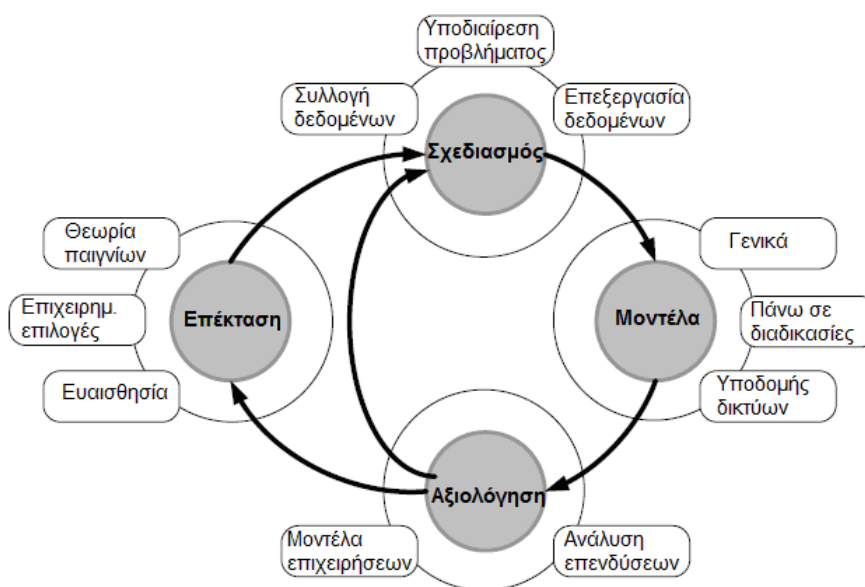 Υποδιαίρεση
προβλήματος
Συλλογή
δεδομένων
Επεξεργασία
δεδομένων
Σχεδιασμός
Θεωρία
παιγνίων
Επιχειρημ.
επιλογές
Ευαισθησία
Επέκταση
Γενικά
Πάνω σε
διαδικασίες
Υποδομής
δικτύων
Μοντέλα
Αξιολόγηση
Μοντέλα
επιχειρήσεων
Ανάλυση
επενδύσεων